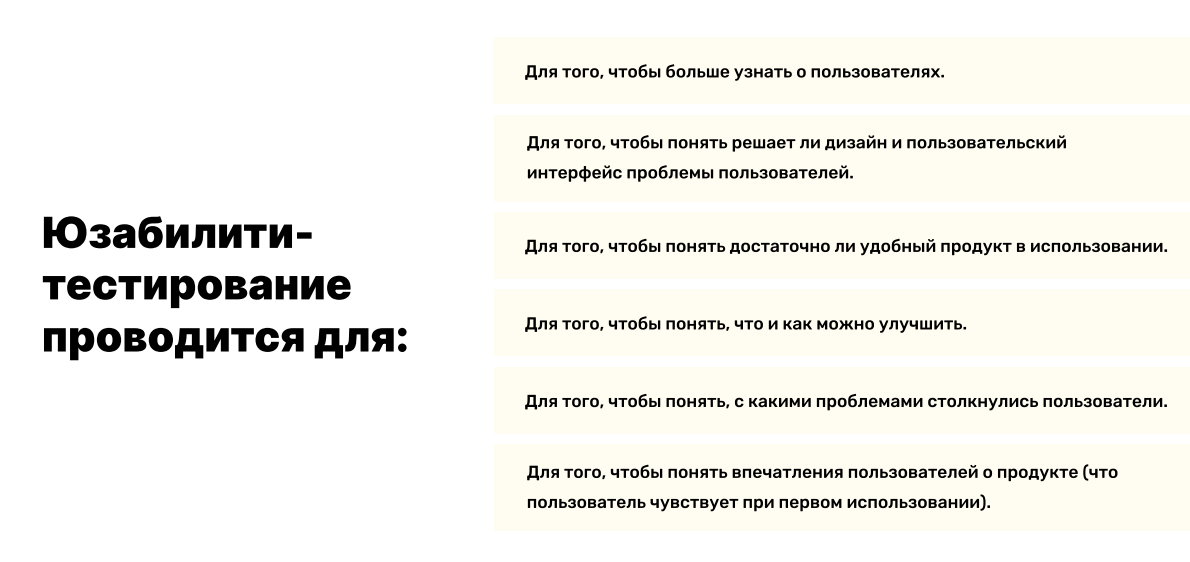 Юзабилити-
тестирование
проводится для:
Для того, чтобы больше узнать о пользователях.
Для того, чтобы понять решает ли дизайн и пользовательский
интерфейс проблемы пользователей.
Для того, чтобы понять достаточно ли удобный продукт в использовании.
Для того, чтобы понять, что и как можно улучшить.
Для того, чтобы понять, с какими проблемами столкнулись пользователи.
Для того, чтобы понять впечатления пользователей о продукте (что
пользователь чувствует при первом использовании).